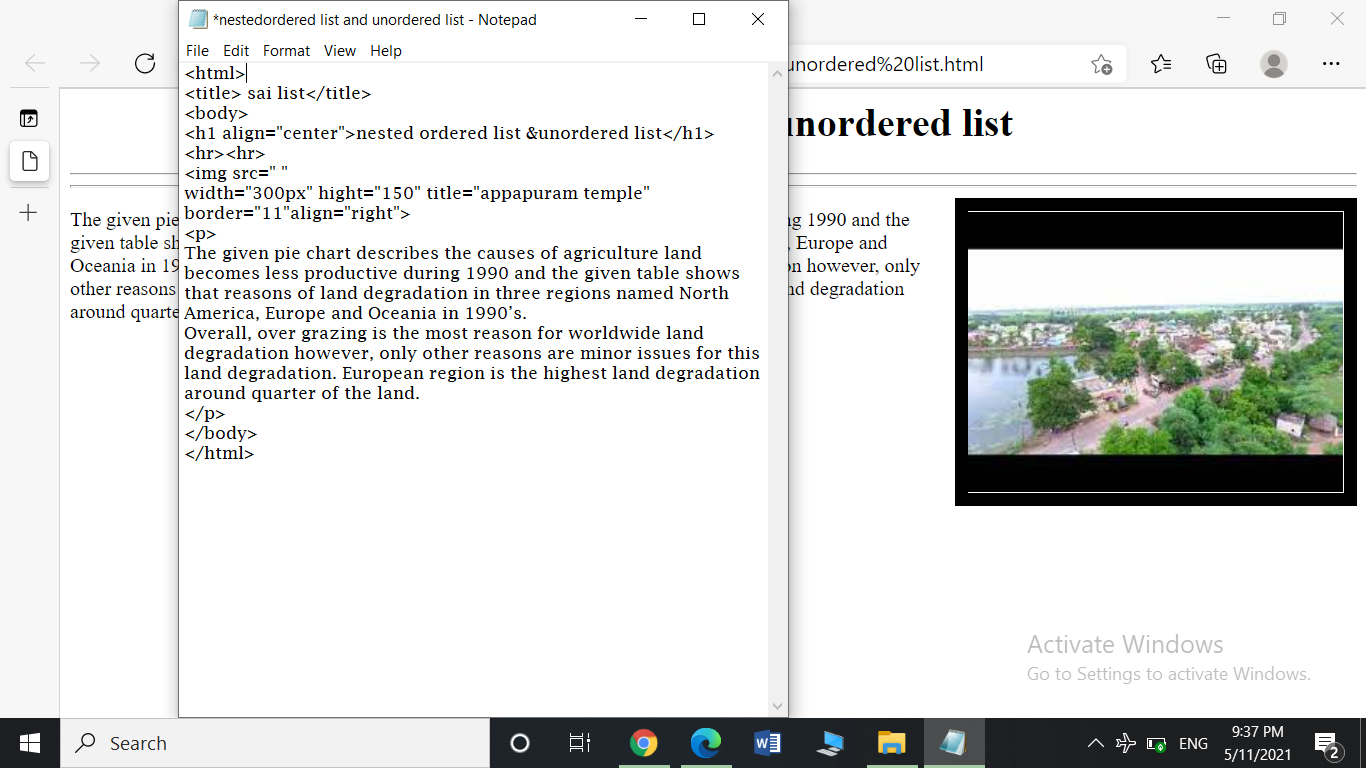 *nestedordered list and unordered list - Notepad
File Edit Format View Help
<html>
<title> sai list</title>
<body>
<h1 align="center">nested ordered list &unordered list</h1>
<hr><hr>
<img src=" "
width="300px" hight="150" title="appapuram temple"
border="11"align="right">
<p>
The given pie chart describes the causes of agriculture land
becomes less productive during 1990 and the given table shows
that reasons of land degradation in three regions named North
America, Europe and Oceania in 1990’s.
Overall, over grazing is the most reason for worldwide land
degradation however, only other reasons are minor issues for this
land degradation. European region is the highest land degradation
around quarter of the land.
</p>
</body>
</html>
unordered%20list.html
unordered list
The given pie
given table sh
Oceania in 19
other reasons
around quarte
ng 1990 and the
, Europe and
on however, only
nd degradation
Activate Windows
Go to Settings to activate Windows.
Search
ENG
9:37 PM
5/11/2021
2